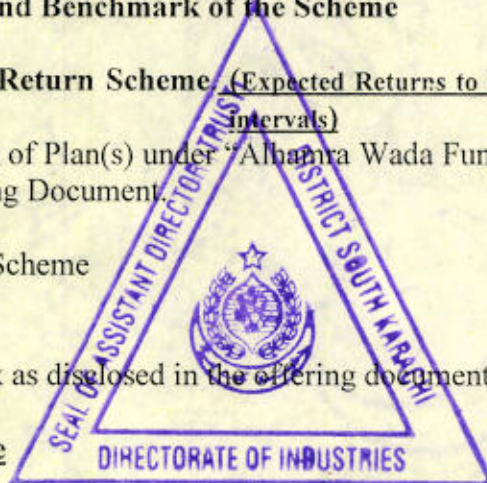 nd Benchmark of the Scheme
Return Scheme. (Expected Returns to
intervals)
of Plan(s) under “Alhamra Wada Fun
ng Document.
Scheme
x as disclosed in the offering document
e
SEAL OF ASSISTANT DIRECTOR TRUST
DISTRICT SOUTH KARACHI
DIRECTORATE OF INDUSTRIES